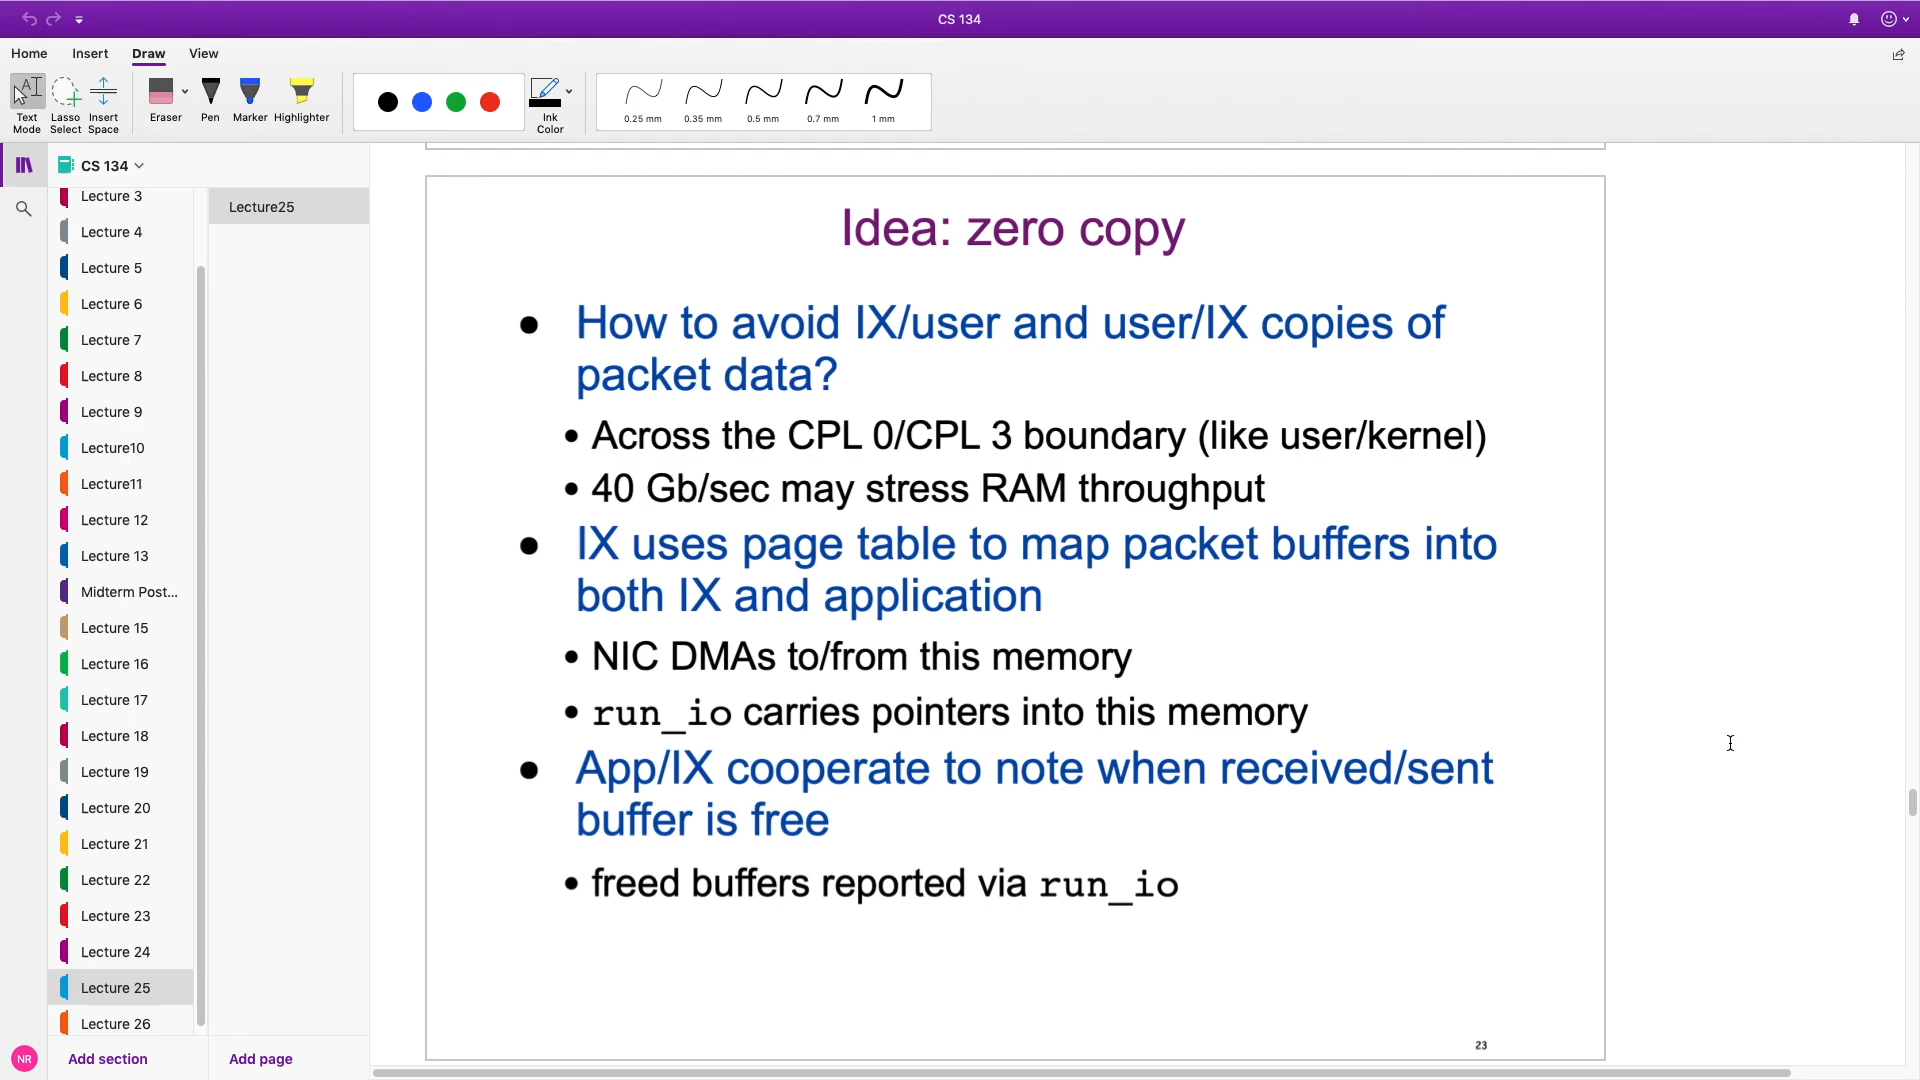 CS 134
Home Insert Draw View
Text Mode
Lasso Select
Insert Space
Eraser
Pen
Marker
Highlighter
Ink Color
0.25 mm
0.35 mm
0.5 mm
0.7 mm
1 mm
CS 134
Lecture 3
Lecture 4
Lecture 5
Lecture 6
Lecture 7
Lecture 8
Lecture 9
Lecture10
Lecture11
Lecture 12
Lecture 13
Midterm Post...
Lecture 15
Lecture 16
Lecture 17
Lecture 18
Lecture 19
Lecture 20
Lecture 21
Lecture 22
Lecture 23
Lecture 24
Lecture 25
Lecture 26
NR
Add section
Lecture25
Add page
Idea: zero copy
• How to avoid IX/user and user/IX copies of
packet data?
• Across the CPL 0/CPL 3 boundary (like user/kernel)
• 40 Gb/sec may stress RAM throughput
• IX uses page table to map packet buffers into
both IX and application
• NIC DMAs to/from this memory
• run_io carries pointers into this memory
• App/IX cooperate to note when received/sent
buffer is free
• freed buffers reported via run_io
23